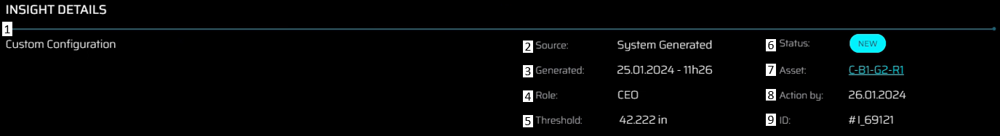 INSIGHT DETAILS
1
Custom Configuration
2 Source: System Generated
6 Status: NEW
3 Generated: 25.01.2024 - 11h26
7 Asset: C-B1-G2-R1
4 Role: CEO
8 Action by: 26.01.2024
5 Threshold: 42.222 in
9 ID: #I_69121